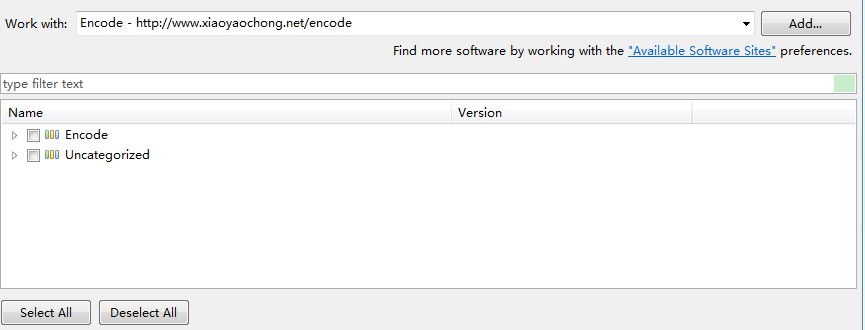 Work with: Encode - http://www.xiaoyaochong.net/encode Add...
Find more software by working with the "Available Software Sites" preferences.
type filter text
Name Version
Encode
Uncategorized
Select All Deselect All